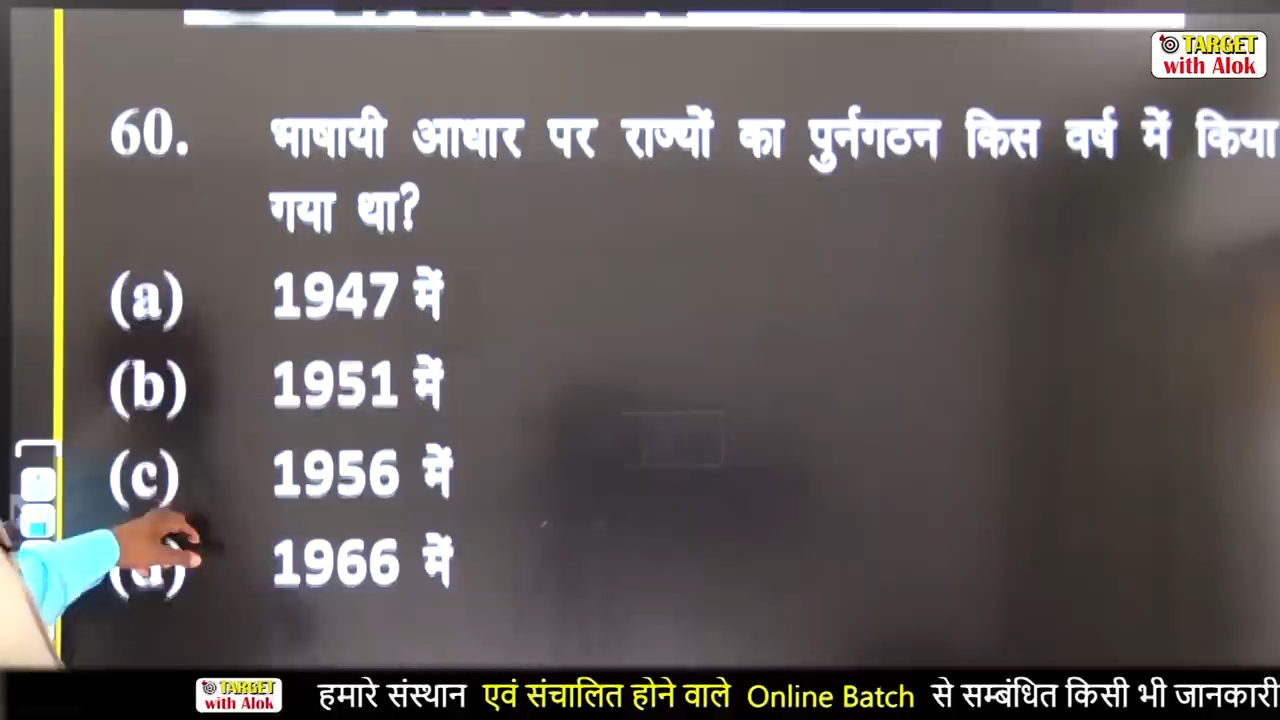 TARGET
with Alok
60. भाषायी आधार पर राज्यों का पुर्नगठन किस वर्ष में किया
गया था?
(a) 1947 में
(b) 1951 में
(c) 1956 में
(d) 1966 में
TARGET
with Alok
हमारे संस्थान एवं संचालित होने वाले Online Batch से सम्बंधित किसी भी जानकारी